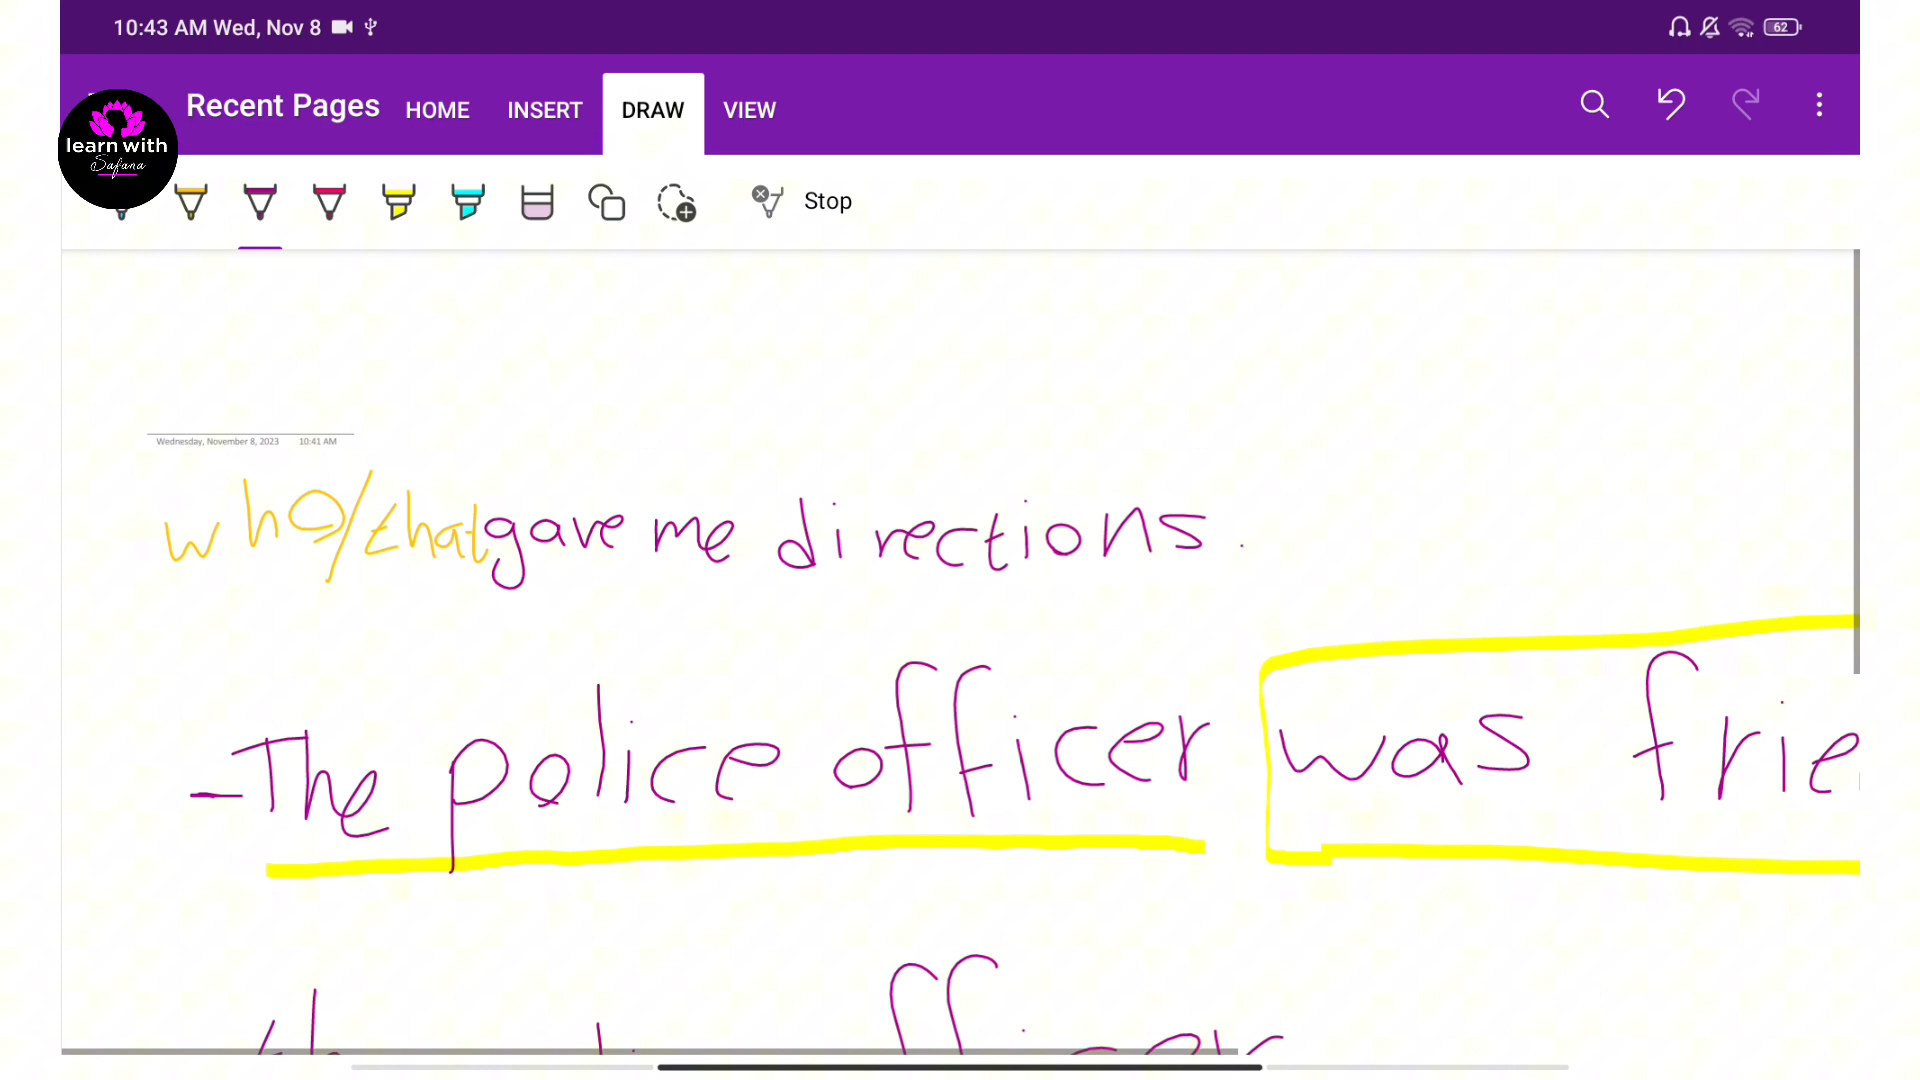 10:43 AM Wed, Nov 8
62
learn with
Safana
Recent Pages HOME INSERT DRAW VIEW
Stop
Wednesday, November 8, 2023 10:41 AM
who/that gave me directions.
-The police officer was frie